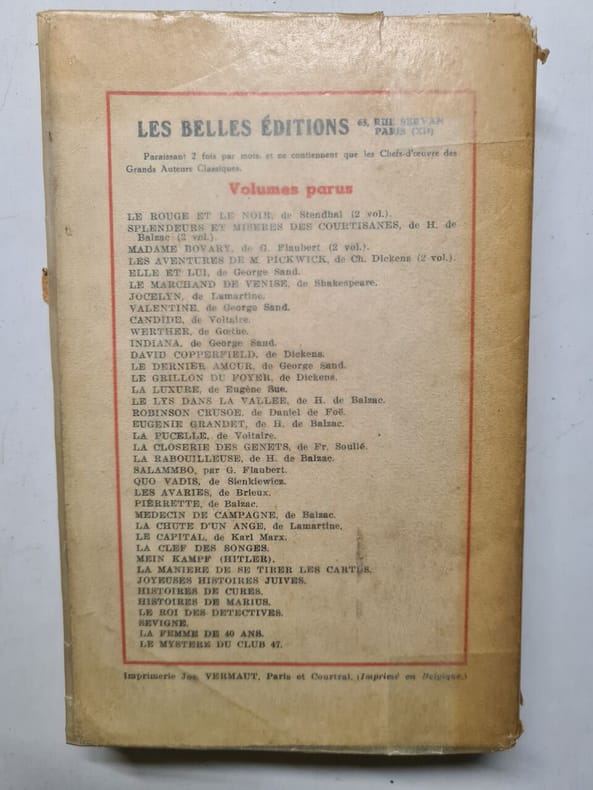 LES BELLES ÉDITIONS 65, RUE SERVAN
PARIS (XIe)
Paraissant 2 fois par mois, et ne contiennent que les Chefs-d'œuvre des
Grands Auteurs Classiques.
Volumes parus
LE ROUGE ET LE NOIR, de Stendhal (2 vol.).
SPLENDEURS ET MISERES DES COURTISANES, de H. de
Balzac (2 vol.).
MADAME BOVARY, de G. Flaubert (2 vol.).
LES AVENTURES DE M. PICKWICK, de Ch. Dickens (2 vol.).
ELLE ET LUI, de George Sand.
LE MARCHAND DE VENISE, de Shakespeare.
JOCELYN, de Lamartine.
VALENTINE, de George Sand.
CANDIDE, de Voltaire.
WERTHER, de Gœthe.
INDIANA, de George Sand.
DAVID COPPERFIELD, de Dickens.
LE DERNIER AMOUR, de George Sand.
LE GRILLON DU FOYER, de Dickens.
LA LUXURE, de Eugène Sue.
LE LYS DANS LA VALLEE, de H. de Balzac.
ROBINSON CRUSOE, de Daniel de Foë.
EUGENIE GRANDET, de H. de Balzac.
LA PUCELLE, de Voltaire.
LA CLOSERIE DES GENETS, de Fr. Soulié.
LA RABOUILLEUSE, de H. de Balzac.
SALAMMBO, par G. Flaubert.
QUO VADIS, de Sienkiewicz.
LES AVARIES, de Brieux.
PIERRETTE, de Balzac.
MEDECIN DE CAMPAGNE, de Balzac.
LA CHUTE D'UN ANGE, de Lamartine.
LE CAPITAL, de Karl Marx.
LA CLEF DES SONGES.
MEIN KAMPF (HITLER).
LA MANIERE DE SE TIRER LES CARTES.
JOYEUSES HISTOIRES JUIVES.
HISTOIRES DE CURES.
HISTOIRES DE MARIUS.
LE ROI DES DETECTIVES.
SEVIGNE.
LA FEMME DE 40 ANS.
LE MYSTERE DU CLUB 47.
Imprimerie Jos. VERMAUT, Paris et Courtrai. (Imprimé en Belgique.)